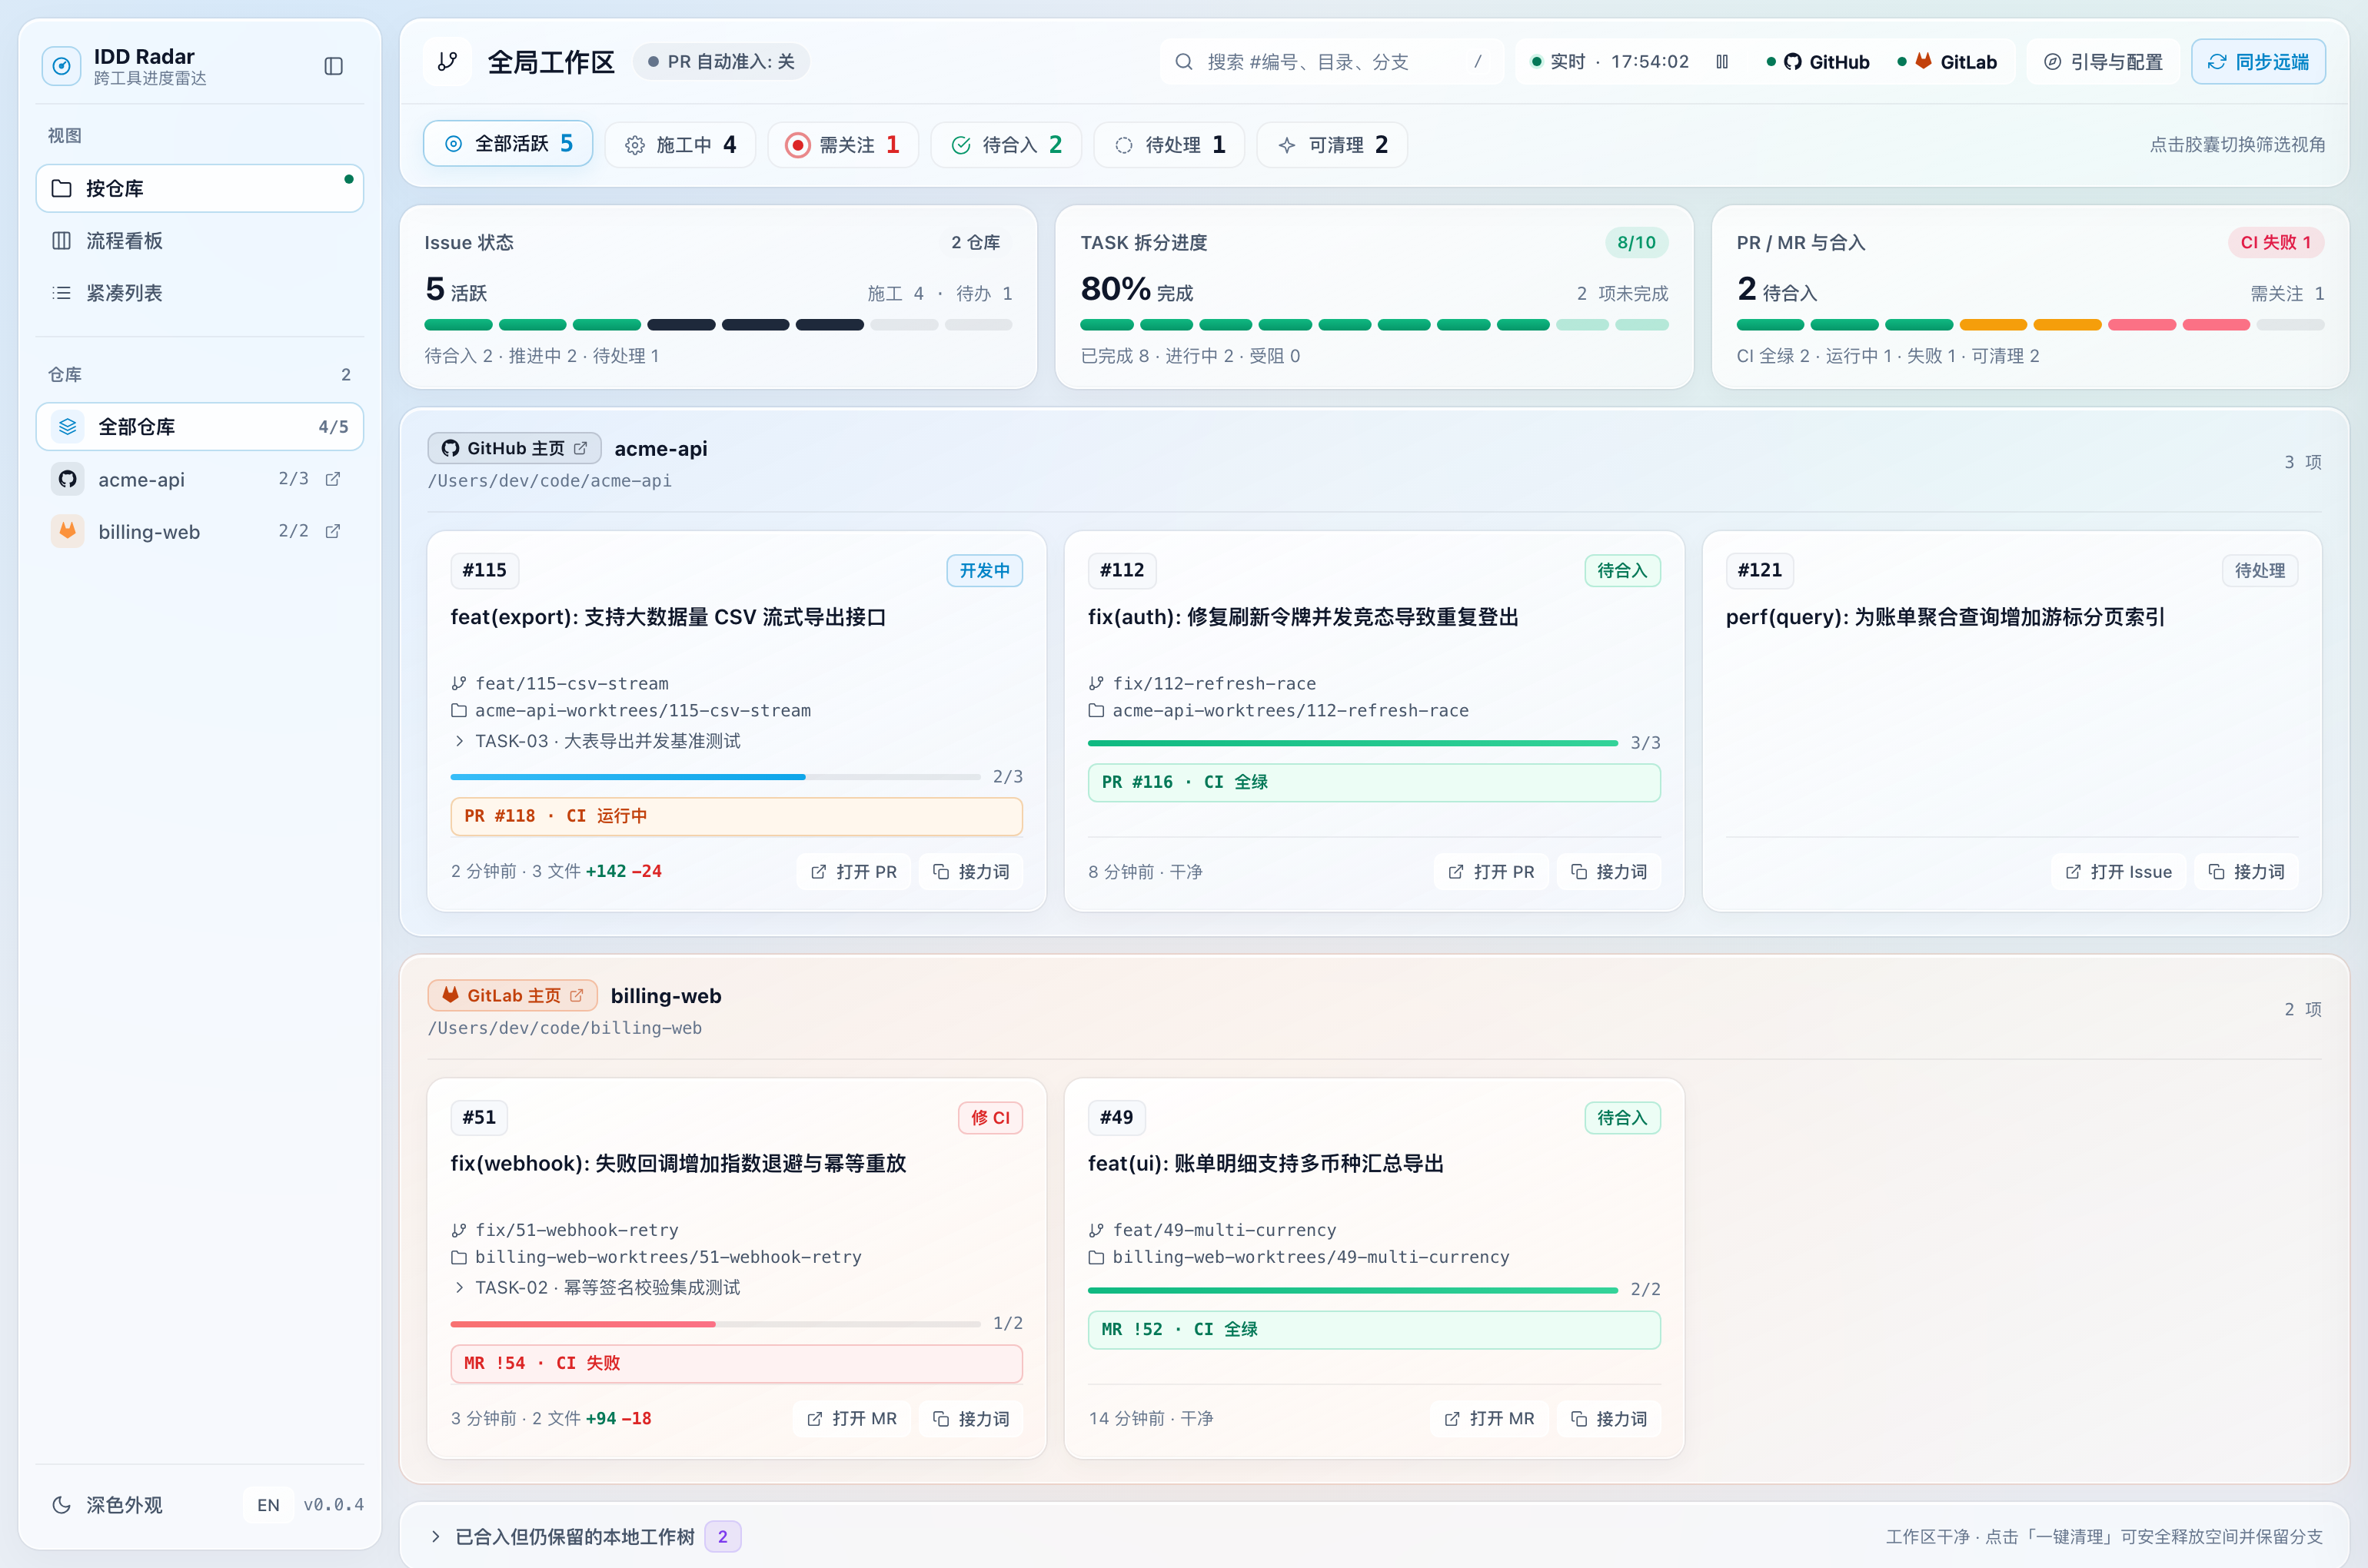 IDD Radar
跨工具进度雷达
视图
按仓库
流程看板
紧凑列表
仓库 2
全部仓库 4/5
acme-api 2/3
billing-web 2/2
深色外观 EN v0.0.4
全局工作区 PR 自动准入: 关 搜索 #编号、目录、分支 / 实时 · 17:54:02 GitHub GitLab 引导与配置 同步远端
全部活跃 5 施工中 4 需关注 1 待合入 2 待处理 1 可清理 2 点击胶囊切换筛选视角
Issue 状态 2 仓库
5 活跃 施工 4 · 待办 1
待合入 2 · 推进中 2 · 待处理 1
TASK 拆分进度 8/10
80% 完成 2 项未完成
已完成 8 · 进行中 2 · 受阻 0
PR / MR 与合入 CI 失败 1
2 待合入 需关注 1
CI 全绿 2 · 运行中 1 · 失败 1 · 可清理 2
GitHub 主页 acme-api
/Users/dev/code/acme-api
3 项
#115 开发中
feat(export): 支持大数据量 CSV 流式导出接口
feat/115-csv-stream
acme-api-worktrees/115-csv-stream
TASK-03 · 大表导出并发基准测试
2/3
PR #118 · CI 运行中
2 分钟前 · 3 文件 +142 −24 打开 PR 接力词
#112 待合入
fix(auth): 修复刷新令牌并发竞态导致重复登出
fix/112-refresh-race
acme-api-worktrees/112-refresh-race
3/3
PR #116 · CI 全绿
8 分钟前 · 干净 打开 PR 接力词
#121 待处理
perf(query): 为账单聚合查询增加游标分页索引
打开 Issue 接力词
GitLab 主页 billing-web
/Users/dev/code/billing-web
2 项
#51 修 CI
fix(webhook): 失败回调增加指数退避与幂等重放
fix/51-webhook-retry
billing-web-worktrees/51-webhook-retry
TASK-02 · 幂等签名校验集成测试
1/2
MR !54 · CI 失败
3 分钟前 · 2 文件 +94 −18 打开 MR 接力词
#49 待合入
feat(ui): 账单明细支持多币种汇总导出
feat/49-multi-currency
billing-web-worktrees/49-multi-currency
2/2
MR !52 · CI 全绿
14 分钟前 · 干净 打开 MR 接力词
已合入但仍保留的本地工作树 2 工作区干净 · 点击「一键清理」可安全释放空间并保留分支